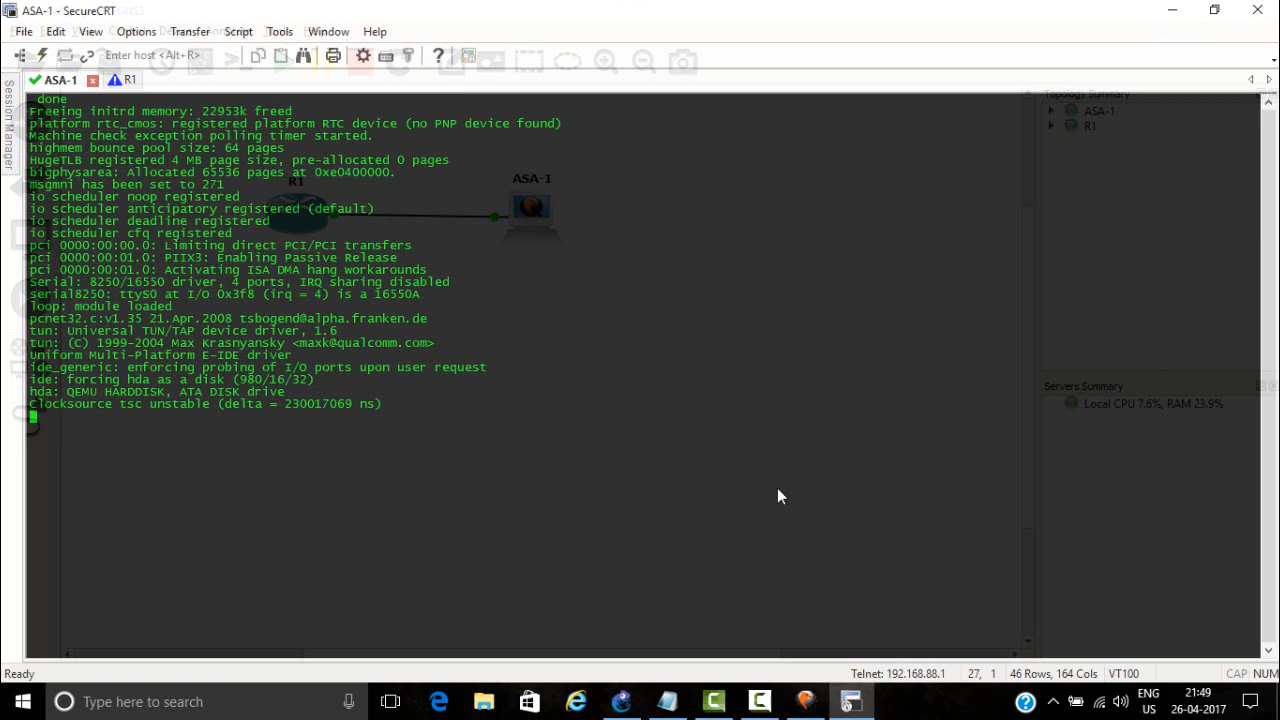 ASA-1 - SecureCRT
File Edit View Options Transfer Script Tools Window Help
Enter host <Alt+R>
ASA-1 R1
Session Manager
done
Freeing initrd memory: 22953k freed
platform rtc_cmos: registered platform RTC device (no PNP device found)
Machine check exception polling timer started.
highmem bounce pool size: 64 pages
HugeTLB registered 4 MB page size, pre-allocated 0 pages
bigphysarea: Allocated 65536 pages at 0xe0400000.
msgmni has been set to 271
io scheduler noop registered
io scheduler anticipatory registered (default)
io scheduler deadline registered
io scheduler cfq registered
pci 0000:00:00.0: Limiting direct PCI/PCI transfers
pci 0000:00:01.0: PIIX3: Enabling Passive Release
pci 0000:00:01.0: Activating ISA DMA hang workarounds
Serial: 8250/16550 driver, 4 ports, IRQ sharing disabled
serial8250: ttyS0 at I/O 0x3f8 (irq = 4) is a 16550A
loop: module loaded
pcnet32.c:v1.35 21.Apr.2008 tsbogend@alpha.franken.de
tun: Universal TUN/TAP device driver, 1.6
tun: (C) 1999-2004 Max Krasnyansky <maxk@qualcomm.com>
Uniform Multi-Platform E-IDE driver
ide_generic: enforcing probing of I/O ports upon user request
ide: forcing hda as a disk (980/16/32)
hda: QEMU HARDDISK, ATA DISK drive
Clocksource tsc unstable (delta = 230017069 ns)
R1
ASA-1
Topology Summary
ASA-1
R1
Servers Summary
Local CPU 7.6%, RAM 23.9%
Ready
Telnet: 192.168.88.1 27, 1 46 Rows, 164 Cols VT100 CAP NUM
Type here to search
ENG
US
21:49
26-04-2017